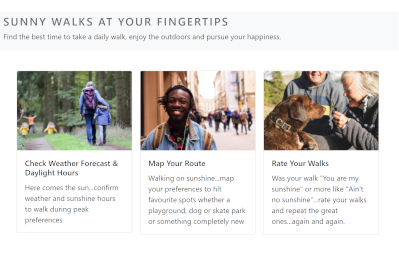 SUNNY WALKS AT YOUR FINGERTIPS
Find the best time to take a daily walk, enjoy the outdoors and pursue your happiness.
Check Weather Forecast &
Daylight Hours
Here comes the sun...confirm
weather and sunshine hours
to walk during peak
preferences
Map Your Route
Walking on sunshine...map
your preferences to hit
favourite spots whether a
playground, dog or skate park
or something completely new
Rate Your Walks
Was your walk "You are my
sunshine" or more like "Ain't
no sunshine"...rate your walks
and repeat the great
ones...again and again.